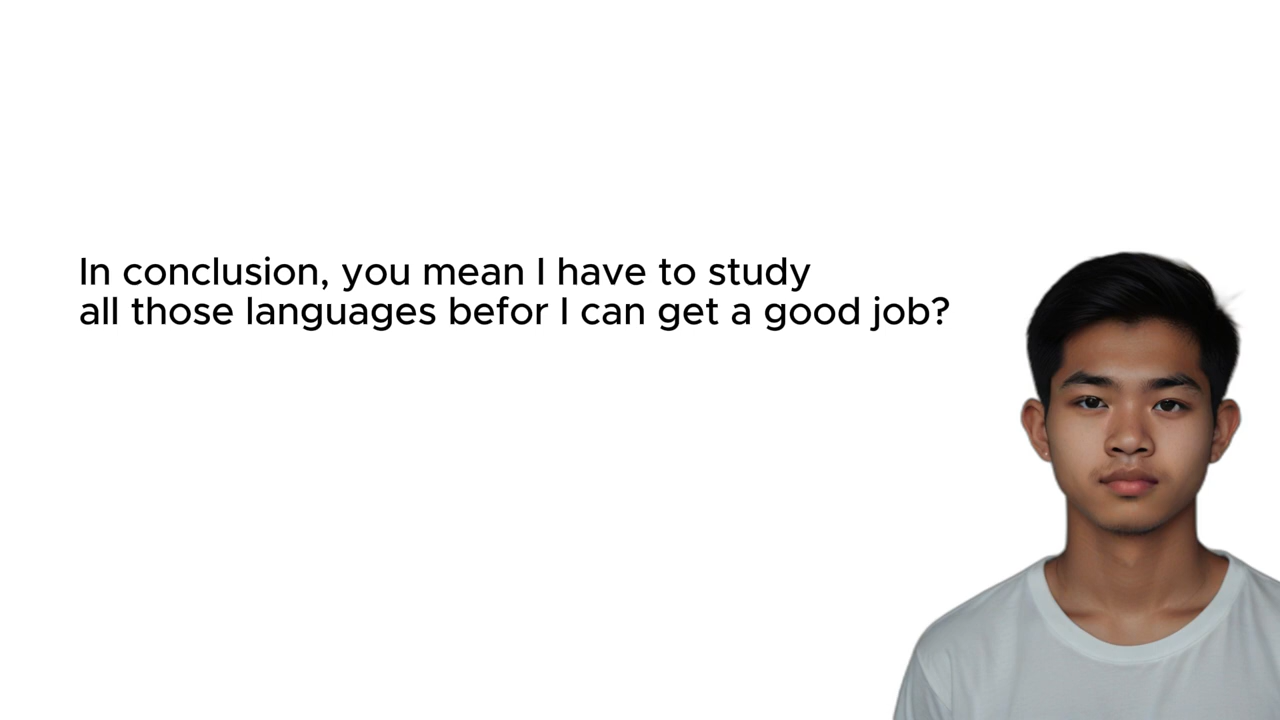 In conclusion, you mean I have to study
all those languages befor I can get a good job?